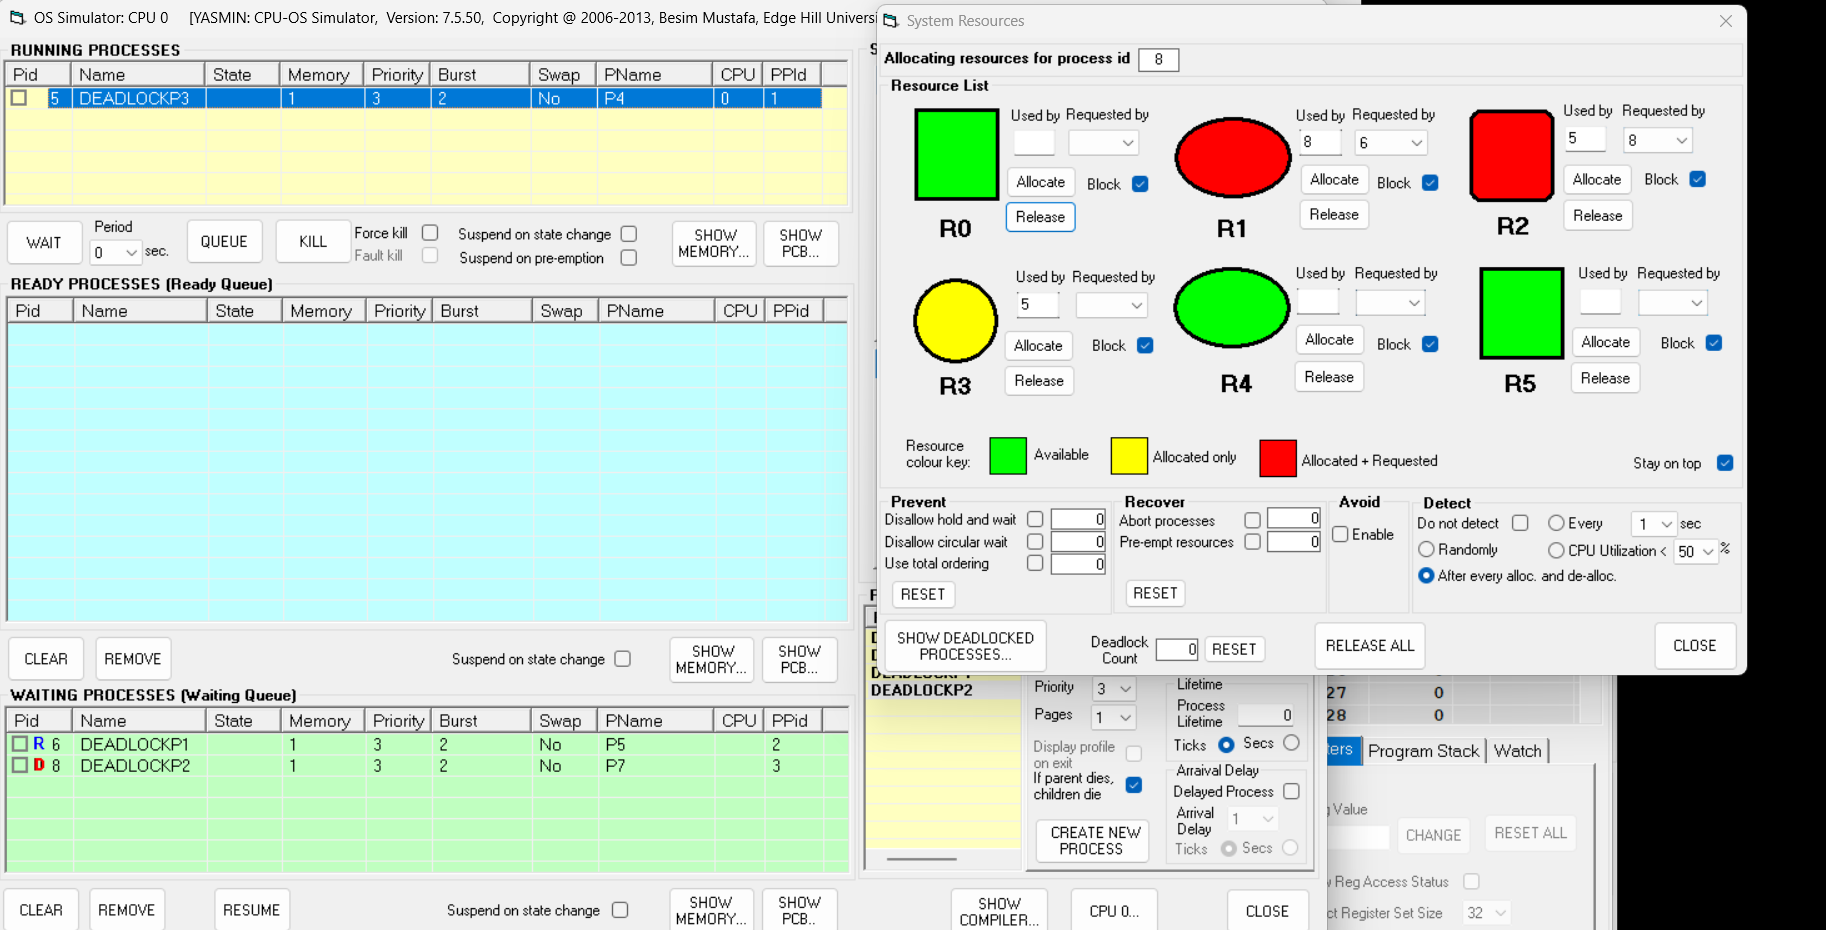 OS Simulator: CPU 0 [YASMIN: CPU-OS Simulator, Version: 7.5.50, Copyright @ 2006-2013, Besim Mustafa, Edge Hill
RUNNING PROCESSES
Pid Name State Memory Priority Burst Swap PName CPU PPId
5 DEADLOCKP3 1 3 2 No P4 0 1
WAIT
Period
0 sec.
QUEUE
KILL
Force kill
Fault kill
Suspend on state change
Suspend on pre-emption
SHOW MEMORY...
SHOW PCB...
READY PROCESSES (Ready Queue)
Pid Name State Memory Priority Burst Swap PName CPU PPid
CLEAR
REMOVE
Suspend on state change
SHOW MEMORY...
SHOW PCB...
WAITING PROCESSES (Waiting Queue)
Pid Name State Memory Priority Burst Swap PName CPU PPid
R 6 DEADLOCKP1 1 3 2 No P5 2
D 8 DEADLOCKP2 1 3 2 No P7 3
CLEAR
REMOVE
RESUME
Suspend on state change
SHOW MEMORY...
SHOW PCB...
System Resources
Allocating resources for process id 8
Resource List
R0
Used by Requested by
Allocate
Block
Release
R1
Used by Requested by
8 6
Allocate
Block
Release
R2
Used by Requested by
5 8
Allocate
Block
Release
R3
Used by Requested by
5
Allocate
Block
Release
R4
Used by Requested by
Allocate
Block
Release
R5
Used by Requested by
Allocate
Block
Release
Resource colour key:
Available
Allocated only
Allocated + Requested
Stay on top
Prevent
Disallow hold and wait 0
Disallow circular wait 0
Use total ordering 0
RESET
Recover
Abort processes 0
Pre-empt resources 0
RESET
Avoid
Enable
Detect
Do not detect
Every 1 sec
Randomly
CPU Utilization < 50 %
After every alloc. and de-alloc.
SHOW DEADLOCKED PROCESSES...
Deadlock Count 0
RESET
RELEASE ALL
CLOSE
DEADLOCKP2
Priority 3
Pages 1
Display profile on exit
If parent dies, children die
CREATE NEW PROCESS
Lifetime
Process Lifetime 0
Ticks Secs
Arraival Delay
Delayed Process
Arrival Delay 1
Ticks Secs
27 0
28 0
Program Stack
Watch
Value
CHANGE
RESET ALL
Reg Access Status
Register Set Size 32
SHOW COMPILER...
CPU 0...
CLOSE